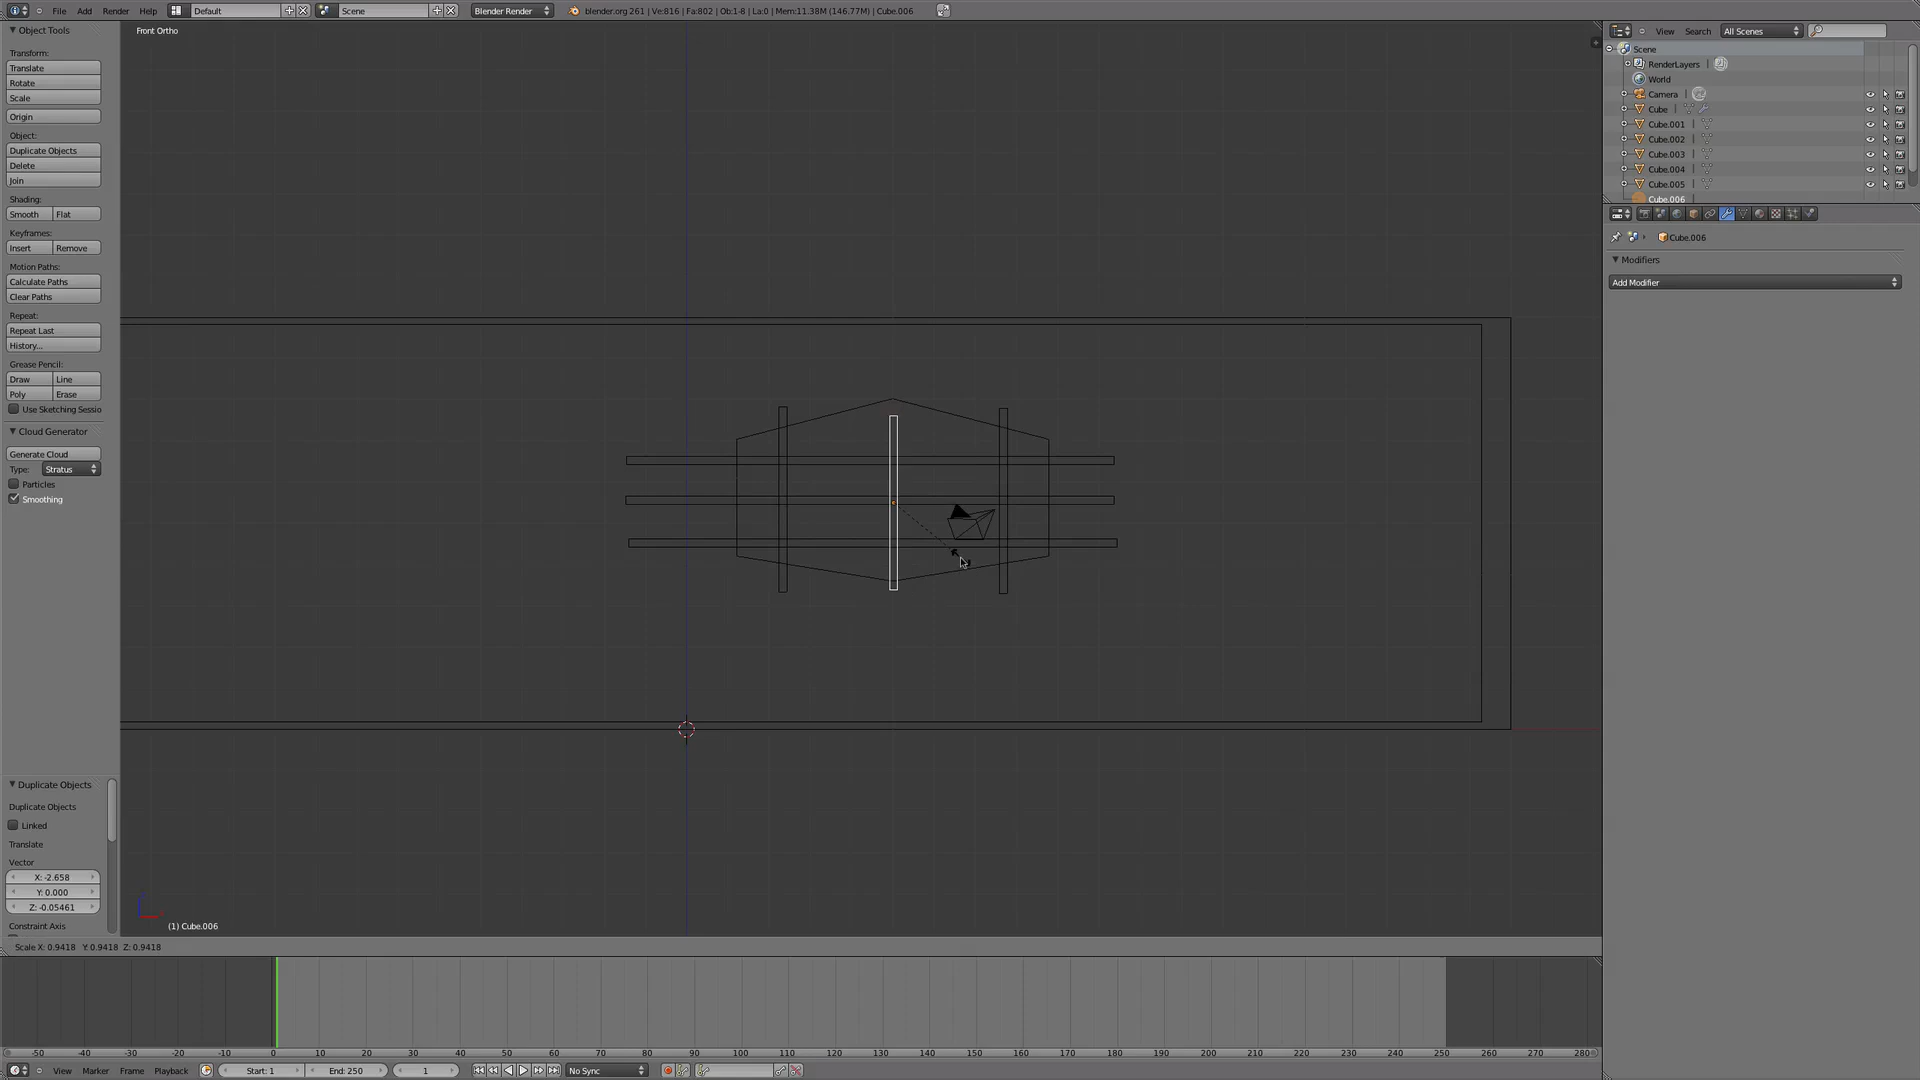 File Add Render Help Default Scene Blender Render blender.org 261 | Ve:816 | Fa:802 | Ob:1-8 | La:0 | Mem:11.38M (146.77M) | Cube.006
Object Tools
Transform:
Translate
Rotate
Scale
Origin
Object:
Duplicate Objects
Delete
Join
Shading:
Smooth Flat
Keyframes:
Insert Remove
Motion Paths:
Calculate Paths
Clear Paths
Repeat:
Repeat Last
History...
Grease Pencil:
Draw Line
Poly Erase
Use Sketching Sessio
Cloud Generator
Generate Cloud
Type: Stratus
Particles
Smoothing
Duplicate Objects
Duplicate Objects
Linked
Translate
Vector
X: -2.658
Y: 0.000
Z: -0.05461
Constraint Axis
Front Ortho
(1) Cube.006
Scale X: 0.9418 Y: 0.9418 Z: 0.9418
View Search All Scenes
Scene
RenderLayers |
World
Camera |
Cube |
Cube.001 |
Cube.002 |
Cube.003 |
Cube.004 |
Cube.005 |
Cube.006
Cube.006
Modifiers
Add Modifier
-50 -40 -30 -20 -10 0 10 20 30 40 50 60 70 80 90 100 110 120 130 140 150 160 170 180 190 200 210 220 230 240 250 260 270 280
View Marker Frame Playback Start: 1 End: 250 1 No Sync